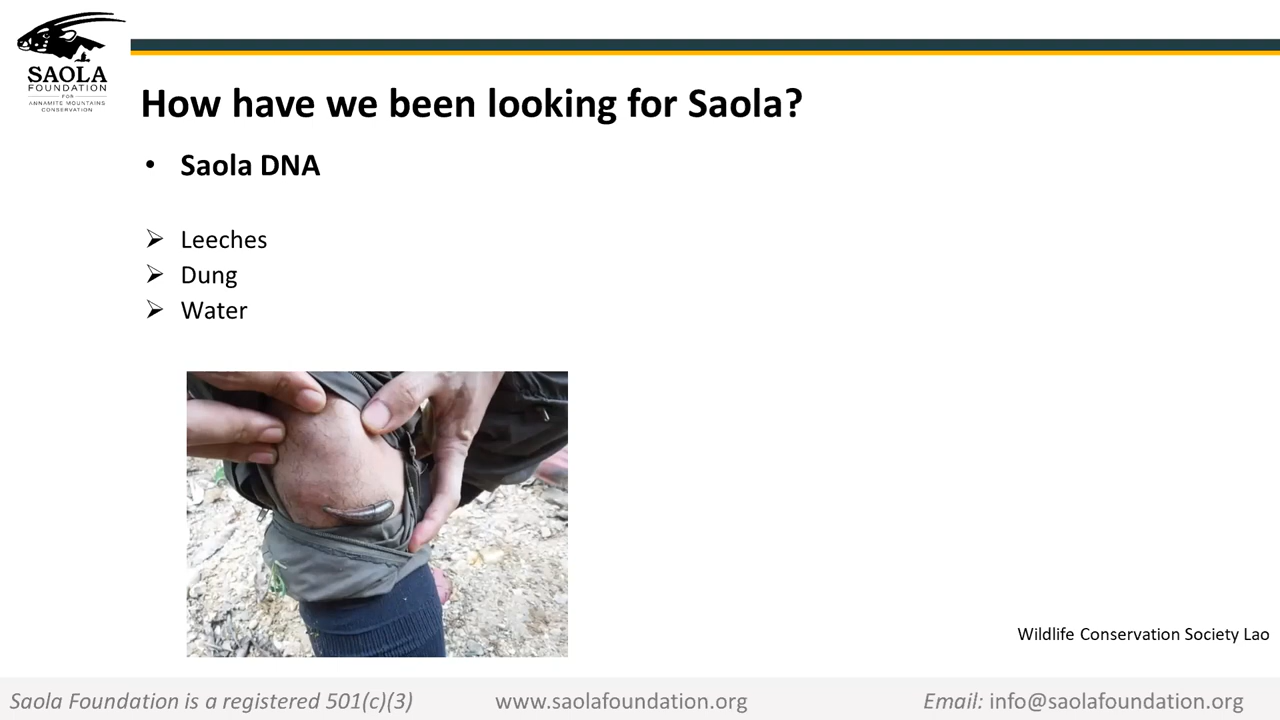 SAOLA
FOUNDATION
FOR
ANNAMITE MOUNTAINS
CONSERVATION
How have we been looking for Saola?
• Saola DNA
➢ Leeches
➢ Dung
➢ Water
Wildlife Conservation Society Lao
Saola Foundation is a registered 501(c)(3) www.saolafoundation.org Email: info@saolafoundation.org